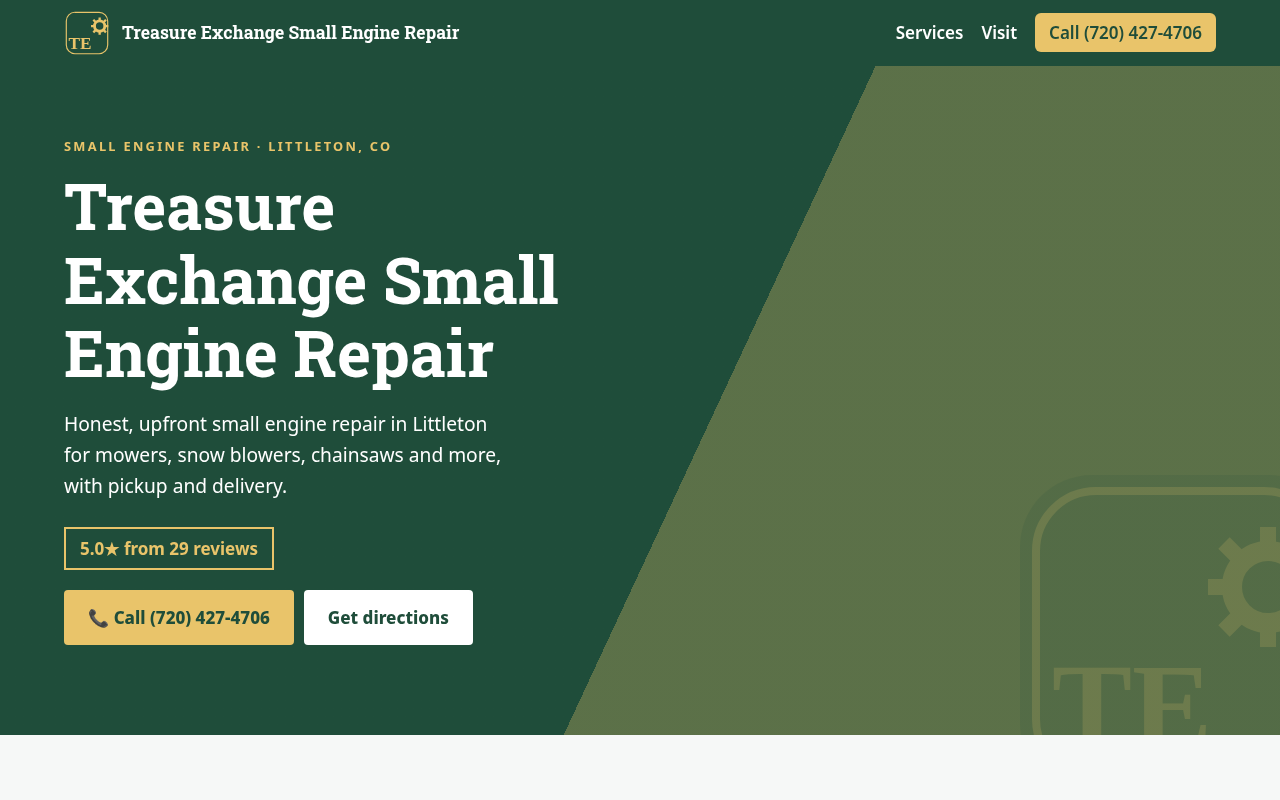 TE
Treasure Exchange Small Engine Repair
Services
Visit
Call (720) 427-4706
SMALL ENGINE REPAIR · LITTLETON, CO
Treasure
Exchange Small
Engine Repair
Honest, upfront small engine repair in Littleton
for mowers, snow blowers, chainsaws and more,
with pickup and delivery.
5.0★ from 29 reviews
📞 Call (720) 427-4706
Get directions
TE